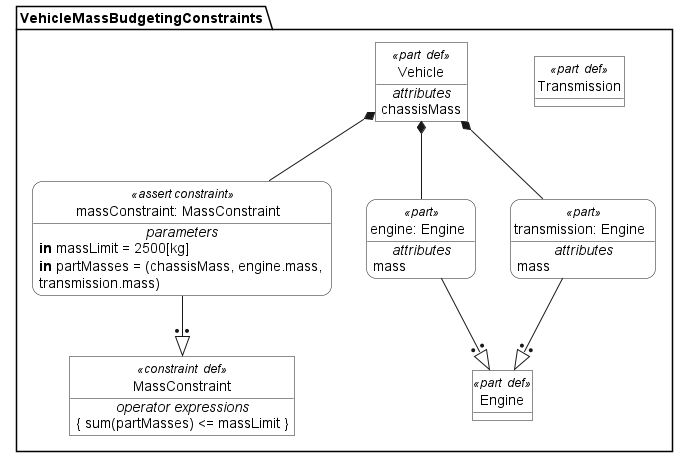 VehicleMassBudgetingConstraints
«part def»
Vehicle
attributes
chassisMass
«part def»
Transmission
«assert constraint»
massConstraint: MassConstraint
parameters
in massLimit = 2500[kg]
in partMasses = (chassisMass, engine.mass,
transmission.mass)
«part»
engine: Engine
attributes
mass
«part»
transmission: Engine
attributes
mass
«constraint def»
MassConstraint
operator expressions
{ sum(partMasses) <= massLimit }
«part def»
Engine